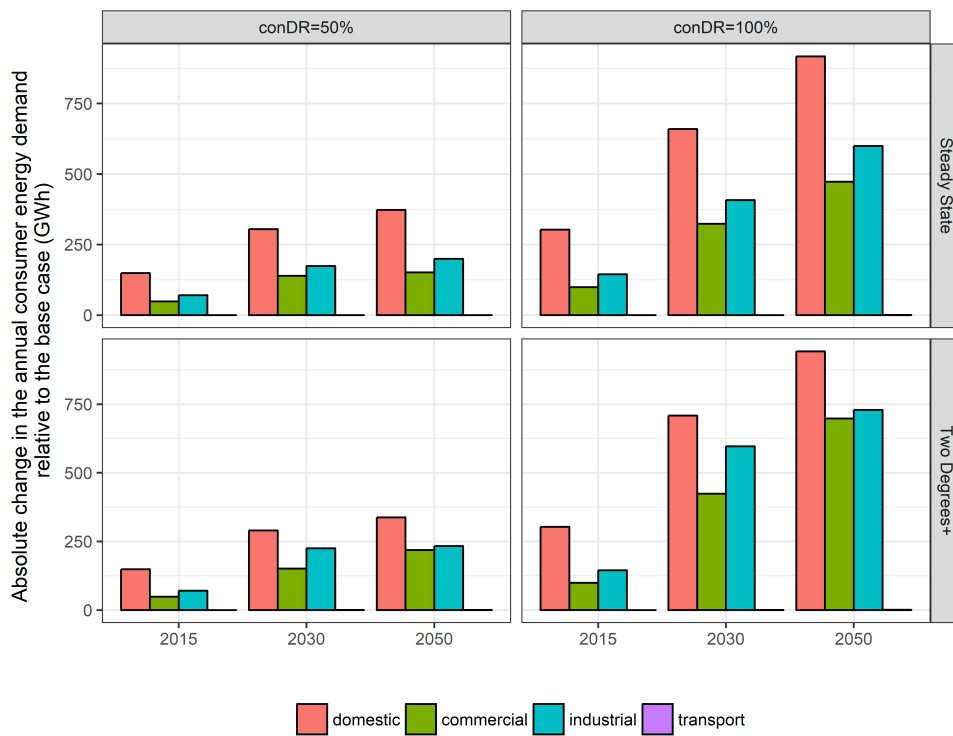 conDR=50%
conDR=100%
Absolute change in the annual consumer energy demand
relative to the base case (GWh)
750
500
250
0
Steady State
750
500
250
0
Two Degrees+
2015
2030
2050
2015
2030
2050
domestic
commercial
industrial
transport